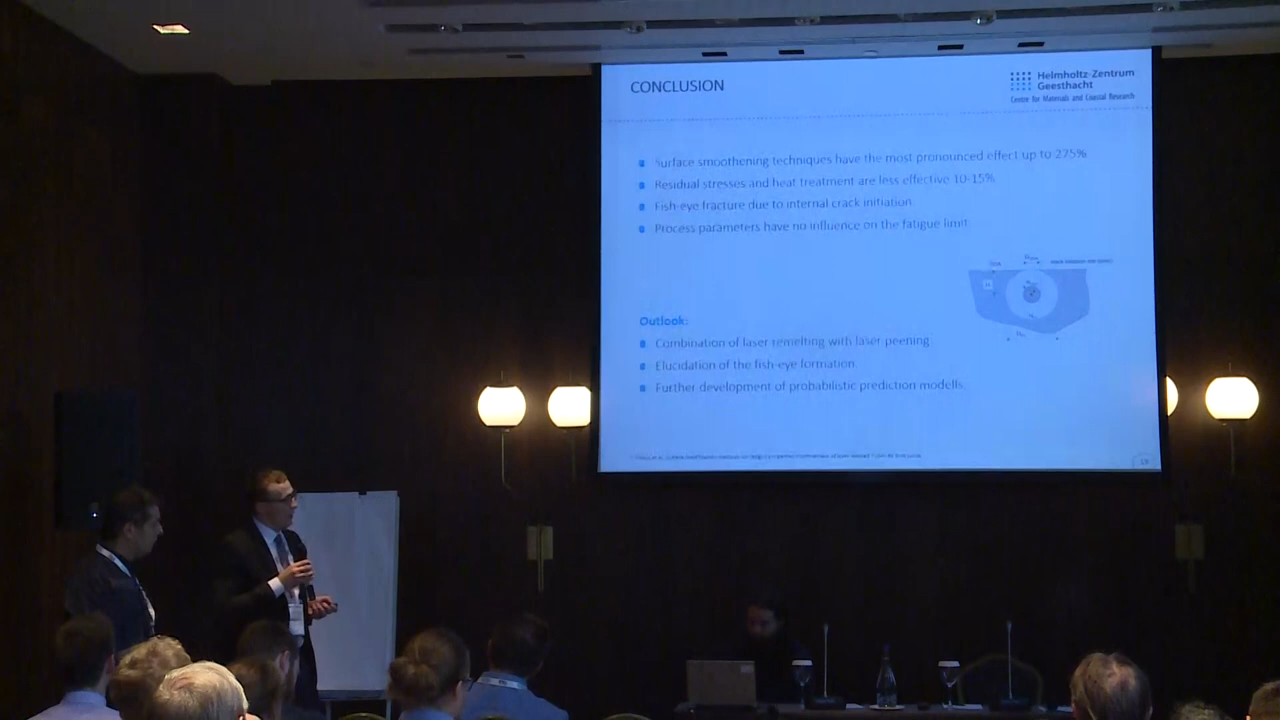 CONCLUSION
Helmholtz-Zentrum
Geesthacht
Centre for Materials and Coastal Research
Surface smoothening techniques have the most pronounced effect up to 275%
Residual stresses and heat treatment are less effective 10-15%
Fish-eye fracture due to internal crack initiation
Process parameters have no influence on the fatigue limit
Outlook:
Combination of laser remelting with laser peening
Elucidation of the fish-eye formation.
Further development of probabilistic prediction modells.
19